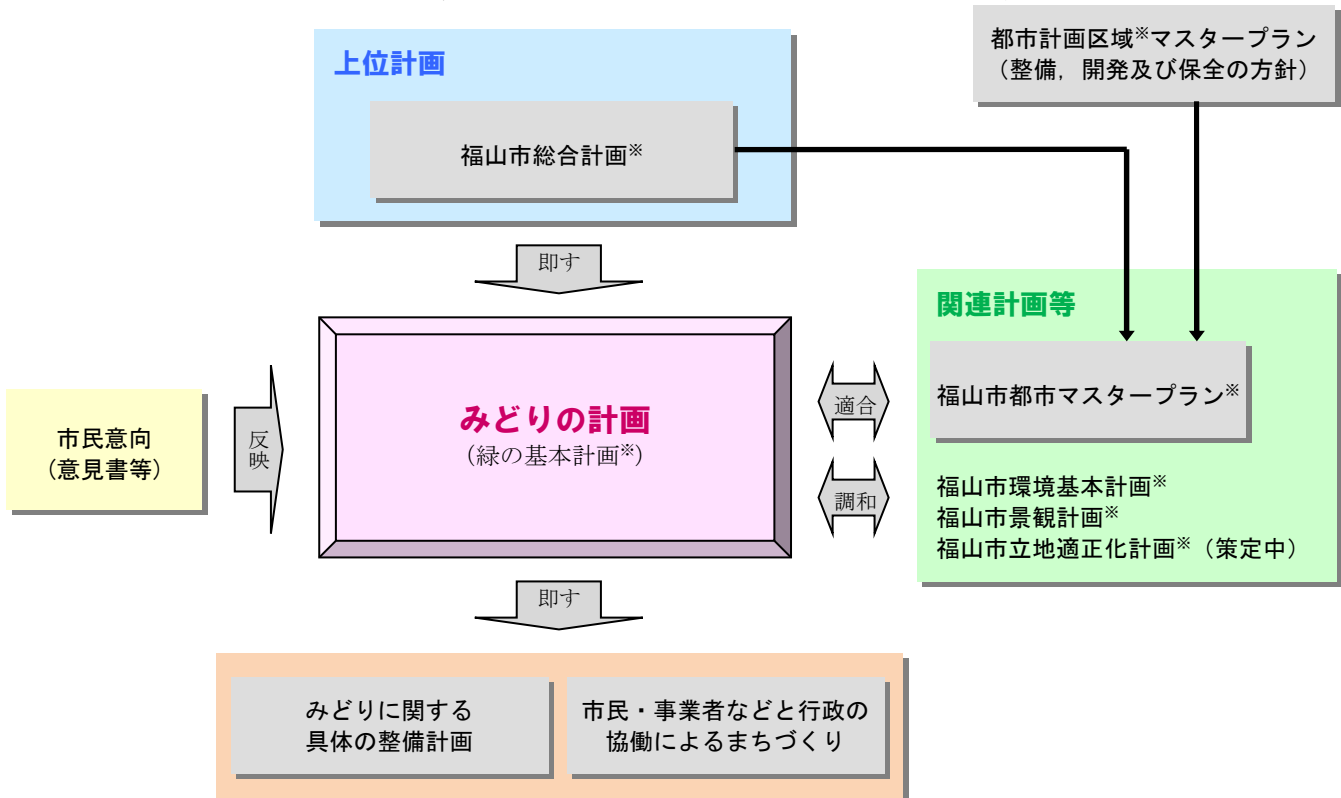 上位計画
福山市総合計画※
都市計画区域※マスタープラン
(整備，開発及び保全の方針)
即す
関連計画等
福山市都市マスタープラン※
福山市環境基本計画※
福山市景観計画※
福山市立地適正化計画※（策定中）
適合
調和
みどりの計画
(緑の基本計画※)
市民意向
(意見書等)
反映
即す
みどりに関する
具体の整備計画
市民・事業者などと行政の
協働によるまちづくり